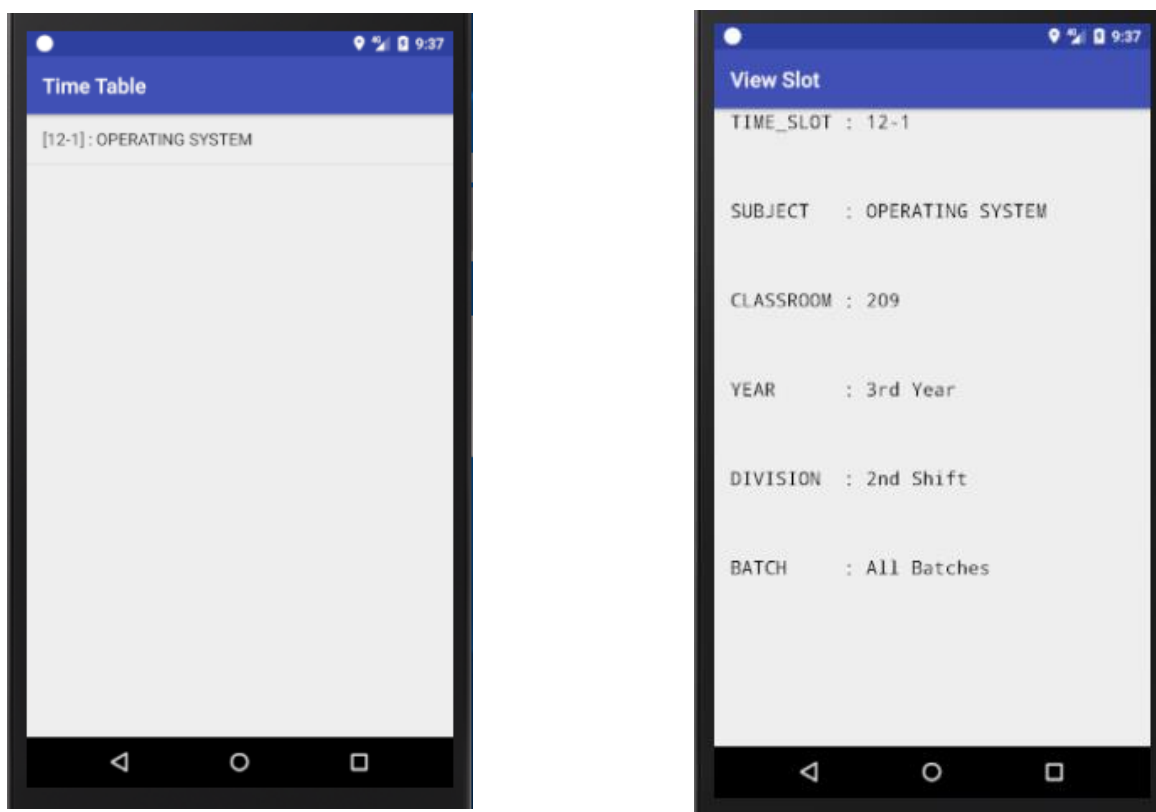 9:37
Time Table
[12-1] : OPERATING SYSTEM
9:37
View Slot
TIME_SLOT : 12-1
SUBJECT   : OPERATING SYSTEM
CLASSROOM : 209
YEAR      : 3rd Year
DIVISION  : 2nd Shift
BATCH     : All Batches